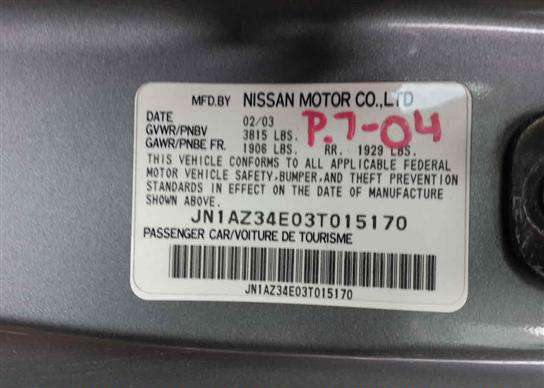 MFD.BY NISSAN MOTOR CO.,LTD
DATE 02/03
GVWR/PNBV 3815 LBS.
GAWR/PNBE FR. 1906 LBS. RR. 1929 LBS.
P.7-04
THIS VEHICLE CONFORMS TO ALL APPLICABLE FEDERAL
MOTOR VEHICLE SAFETY,BUMPER,AND THEFT PREVENTION
STANDARDS IN EFFECT ON THE DATE OF MANUFACTURE
SHOWN ABOVE.
JN1AZ34E03T015170
PASSENGER CAR/VOITURE DE TOURISME
JN1AZ34E03T015170